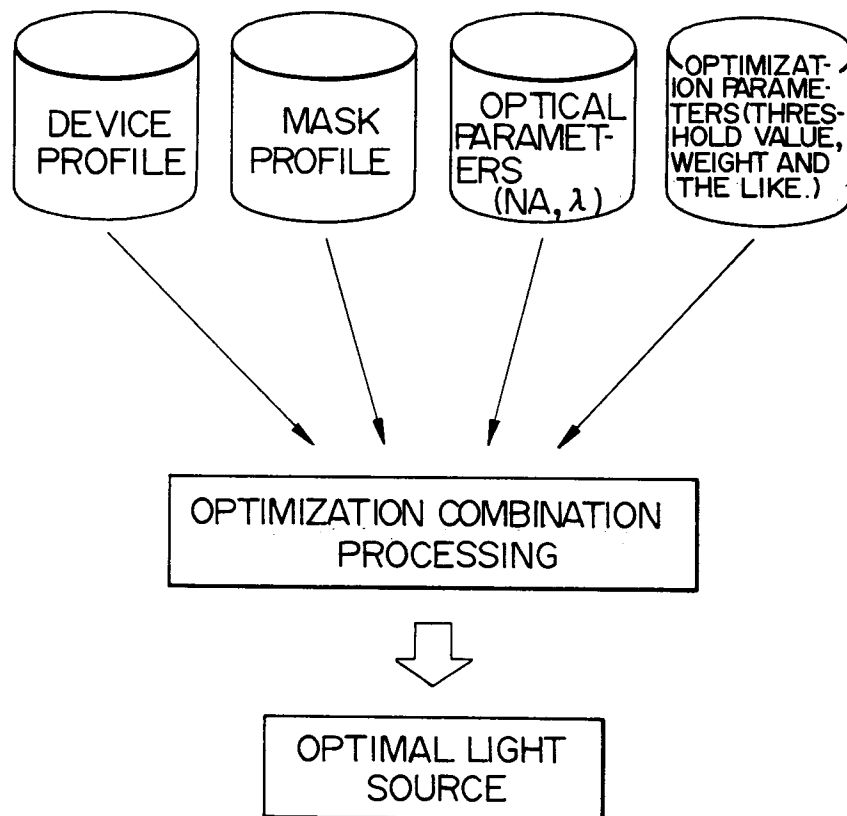 DEVICE
PROFILE
MASK
PROFILE
OPTICAL
PARAMET-
ERS
(NA, λ)
OPTIMIZAT-
ION PARAME-
TERS(THRES-
HOLD VALUE,
WEIGHT AND
THE LIKE.)
OPTIMIZATION COMBINATION
PROCESSING
OPTIMAL LIGHT
SOURCE